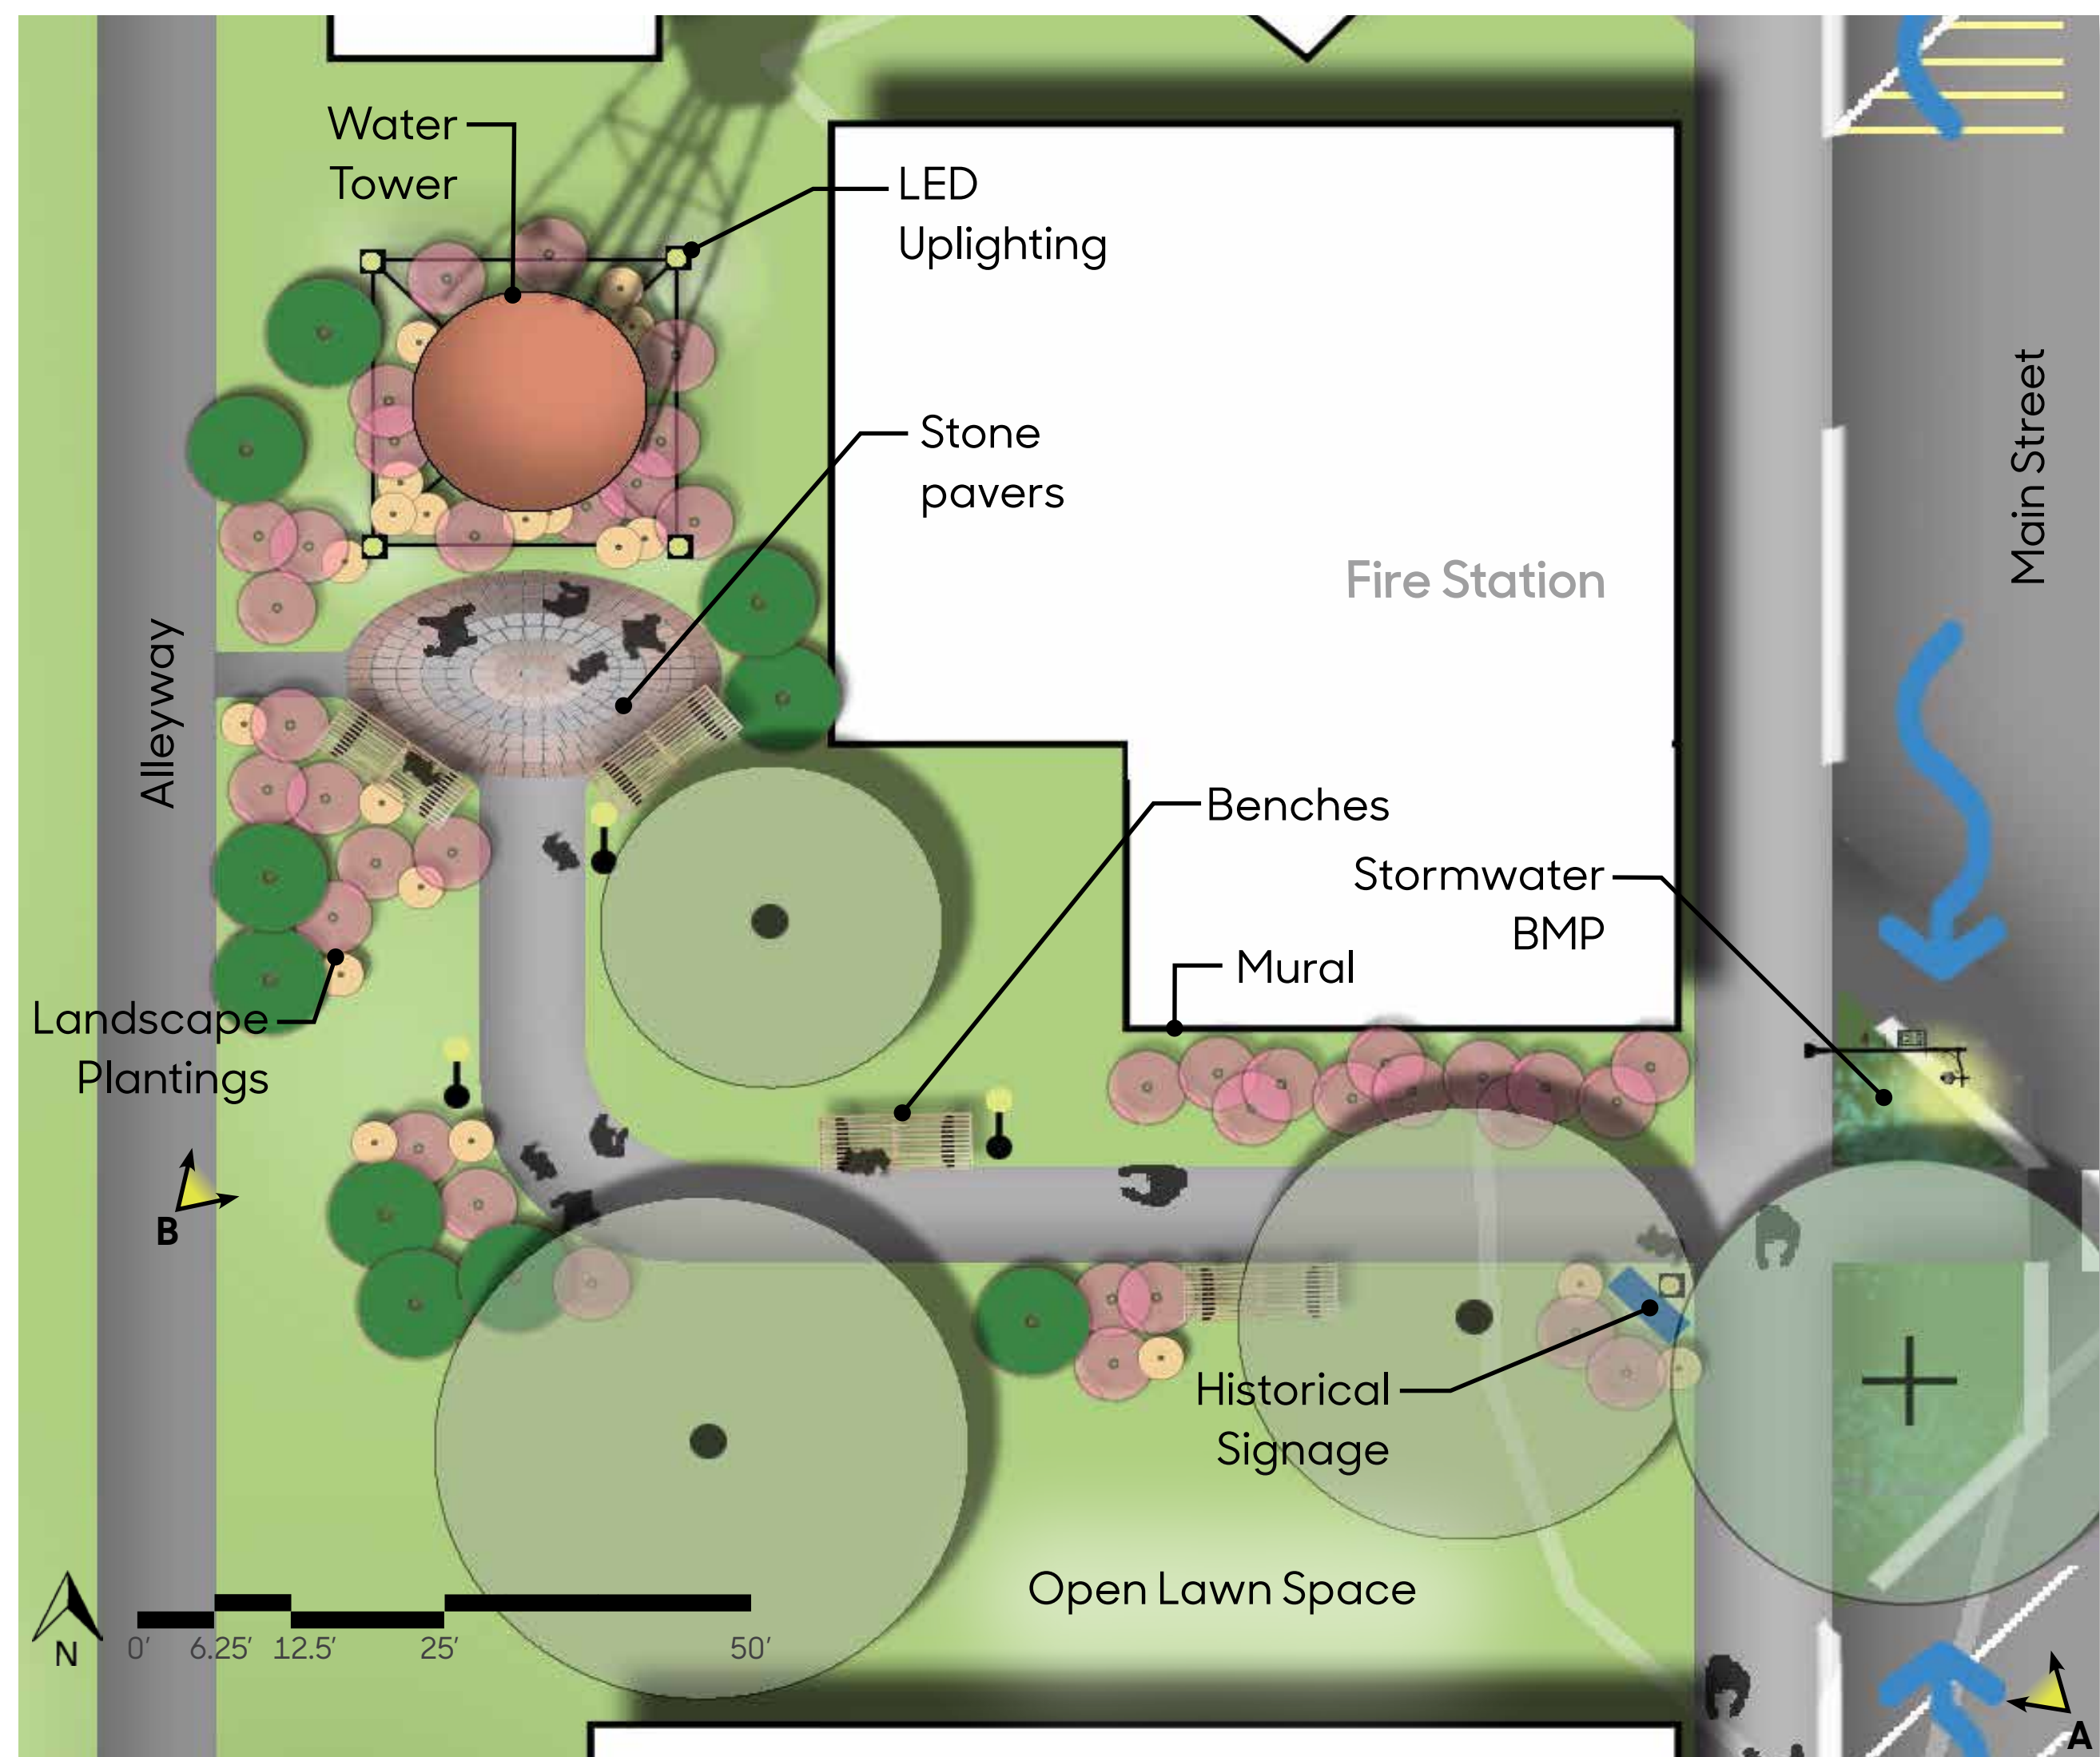 Water
Tower
LED
Uplighting
Stone
pavers
Fire Station
Main Street
Alleyway
Benches
Stormwater
BMP
Mural
Landscape
Plantings
B
Historical
Signage
Open Lawn Space
N
0’ 6.25’ 12.5’ 25’ 50’
A